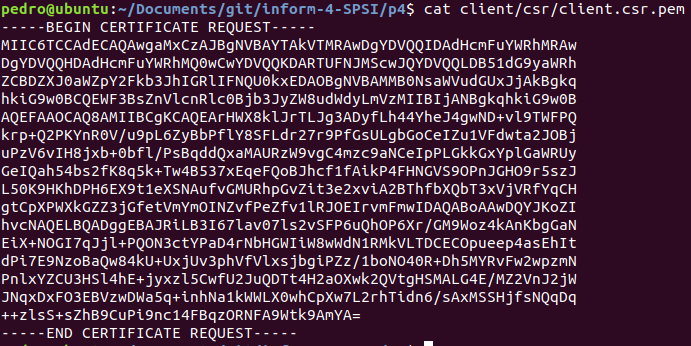 pedro@ubuntu:~/Documents/git/inform-4-SPSI/p4$ cat client/csr/client.csr.pem
-----BEGIN CERTIFICATE REQUEST-----
MIIC6TCCAdECAQAwgaMxCzAJBgNVBAYTAkVTMRAwDgYDVQQIDAdHcmFuYWRhMRAw
DgYDVQQHDAdHcmFuYWRhMQ0wCwYDVQQKDARTUFNJMScwJQYDVQQLDB51dG9yaWRh
ZCBDZXJ0aWZpY2Fkb3JhIGRlIFNQU0kxEDAOBgNVBAMMB0NsaWVudGUxJjAkBgkq
hkiG9w0BCQEWF3BsZnVlcnRlc0Bjb3JyZW8udWdyLmVzMIIBIjANBgkqhkiG9w0B
AQEFAAOCAQ8AMIIBCgKCAQEArHWX8klJrTLJg3ADyfLh44YheJ4gwND+vl9TWFPQ
krp+Q2PKYnR0V/u9pL6ZyBbPflY8SFLdr27r9PfGsULgbGoCeIZu1VFdwta2JOBj
uPzV6vIH8jxb+0bfl/PsBqddQxaMAURzW9vgC4mzc9aNCeIpPLGkkGxYplGaWRUy
GeIQah54bs2fK8q5k+Tw4B537xEqeFQoBJhcf1fAikP4FHNGVS9OPnJGHO9r5szJ
L50K9HKhDPH6EX9t1eXSNAufvGMURhpGvZit3e2xviA2BThfbXQbT3xVjVRfYqCH
gtCpXPWXkGZZ3jGfetVmYmOINZvfPeZfv1lRJOEIrvmFmwIDAQABoAAwDQYJKoZI
hvcNAQELBQADggEBAJRiLB3I67lav07ls2vSFP6uQhOP6Xr/GM9Woz4kAnKbgGaN
EiX+NOGI7qJjl+PQON3ctYPaD4rNbHGWIiW8wWdN1RMkVLTDCECOpueep4asEhIt
dPi7E9NzoBaQw84kU+UxjUv3phVfVlxsjbgiPZz/1boNO40R+Dh5MYRvFw2wpzmN
PnlxYZCU3HSl4hE+jyxzl5CwfU2JuQDTt4H2aOXwk2QVtgHSMALG4E/MZ2VnJ2jW
JNqxDxFO3EBVzwDWa5q+inhNa1kWWLX0whCpXw7L2rhTidn6/sAxMSSHjfsNQqDq
++zlsS+sZhB9CuPi9nc14FBqzORNFA9Wtk9AmYA=
-----END CERTIFICATE REQUEST-----